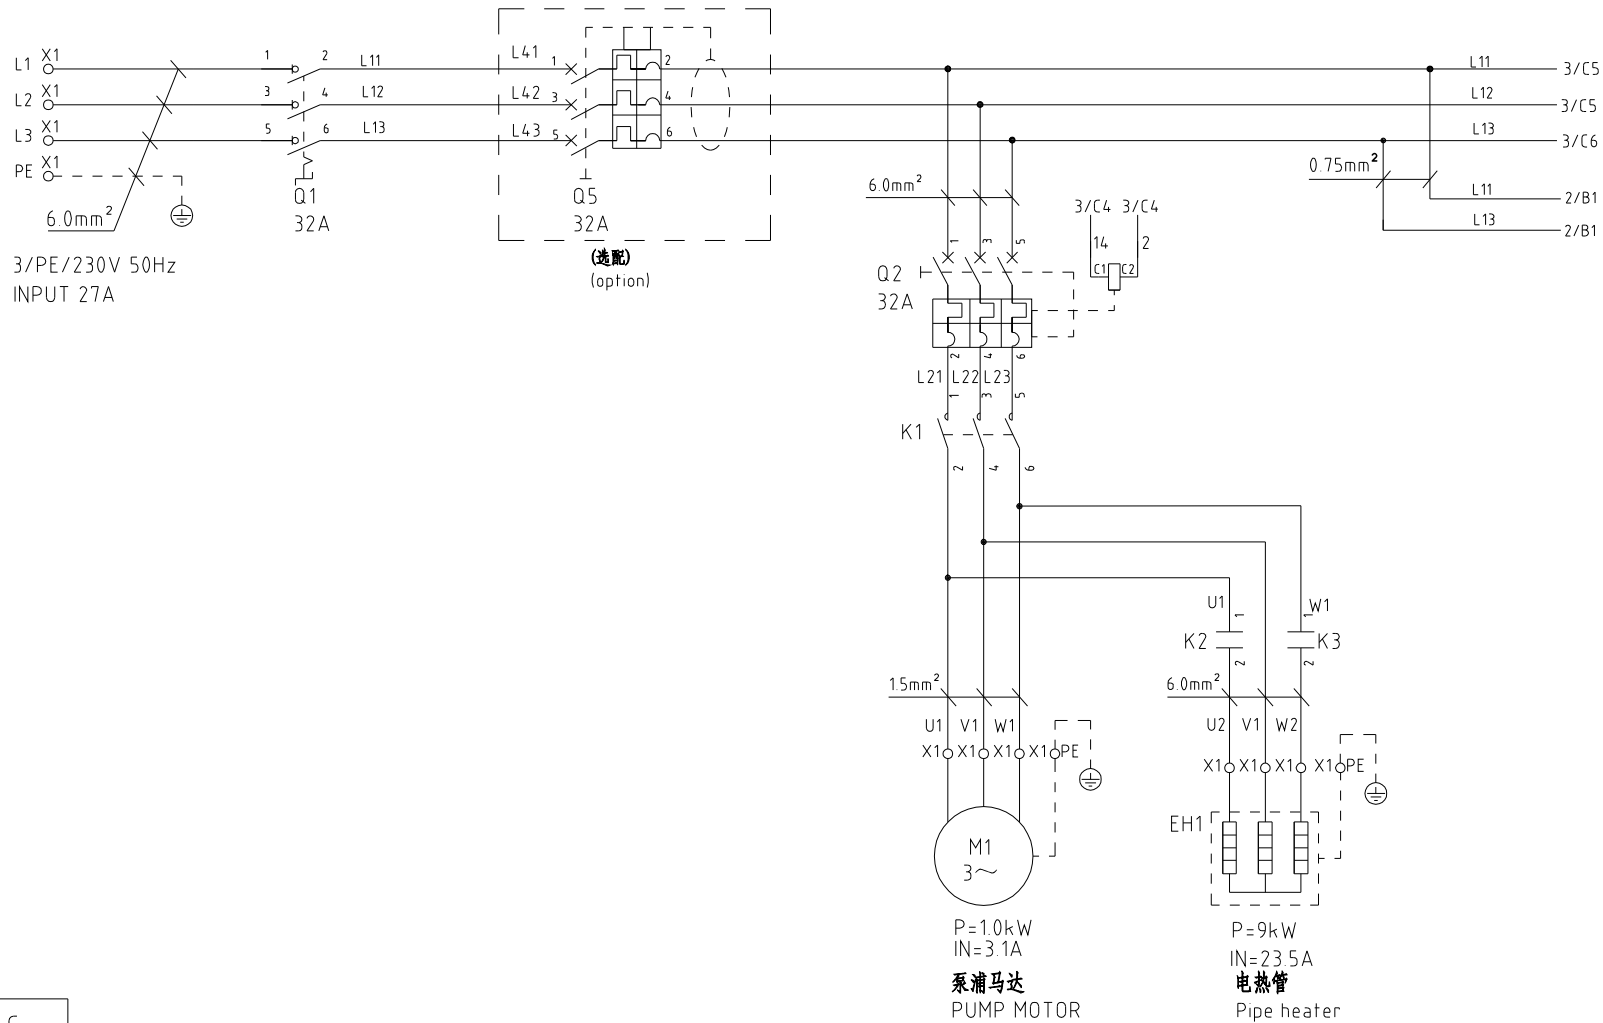 L1 X1
L2 X1
L3 X1
PE X1
6.0mm²
3/PE/230V 50Hz
INPUT 27A
1 2 L11
3 4 L12
5 6 L13
Q1
32A
L41 1 2
L42 3 4
L43 5 6
Q5
32A
(选配)
(option)
L11 3/C5
L12 3/C5
L13 3/C6
0.75mm²
L11 2/B1
L13 2/B1
6.0mm²
3/C4 3/C4
14 2
C1 C2
1 3 5
Q2
32A
2 4 6
L21 L22 L23
1 3 5
K1
2 4 6
U1 1 W1 1
K2 K3
2 2
1.5mm²
U1 V1 W1
X1 X1 X1 X1 PE
6.0mm²
U2 V1 W2
X1 X1 X1 X1 PE
M1
3~
EH1
P=1.0kW
IN=3.1A
泵浦马达
PUMP MOTOR
P=9kW
IN=23.5A
电热管
Pipe heater